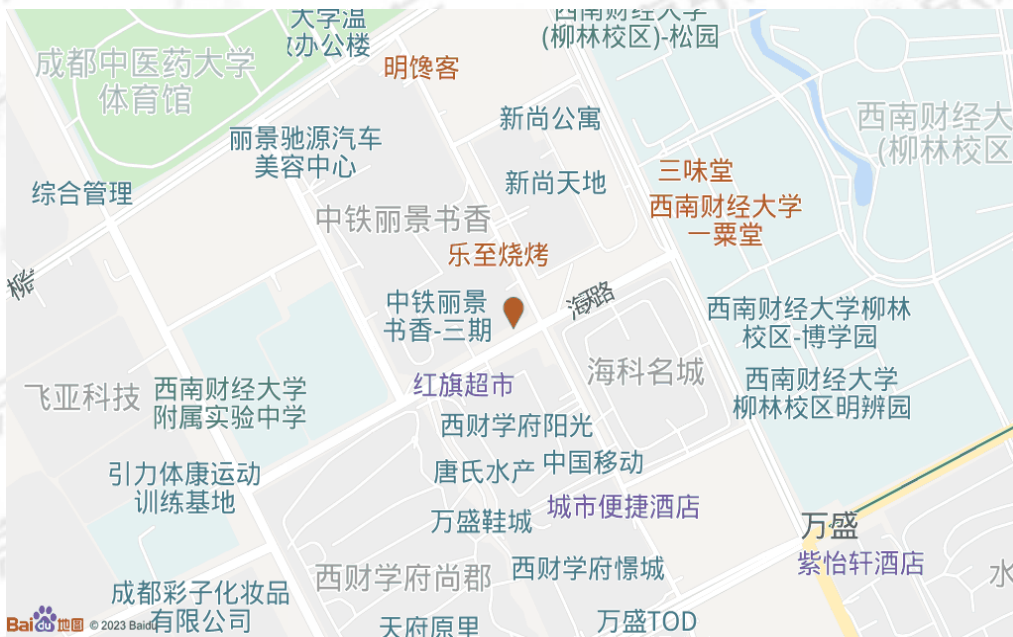 大学温
办公楼
西南财经大学
(柳林校区)-松园
成都中医药大学
体育馆
明馋客
新尚公寓
西南财经大
(柳林校区
丽景驰源汽车
美容中心
新尚天地
三味堂
综合管理
西南财经大学
一粟堂
中铁丽景书香
乐至烧烤
海天路
中铁丽景
书香-三期
西南财经大学柳林
校区-博学园
海科名城
飞亚科技
西南财经大学
附属实验中学
红旗超市
西南财经大学
柳林校区明辨园
西财学府阳光
引力体康运动
训练基地
唐氏水产
中国移动
万盛鞋城
城市便捷酒店
万盛
紫怡轩酒店
西财学府尚郡
西财学府憬城
水
成都彩子化妆品
有限公司
天府原里
万盛TOD
Bai du 地图
© 2023 Baidu